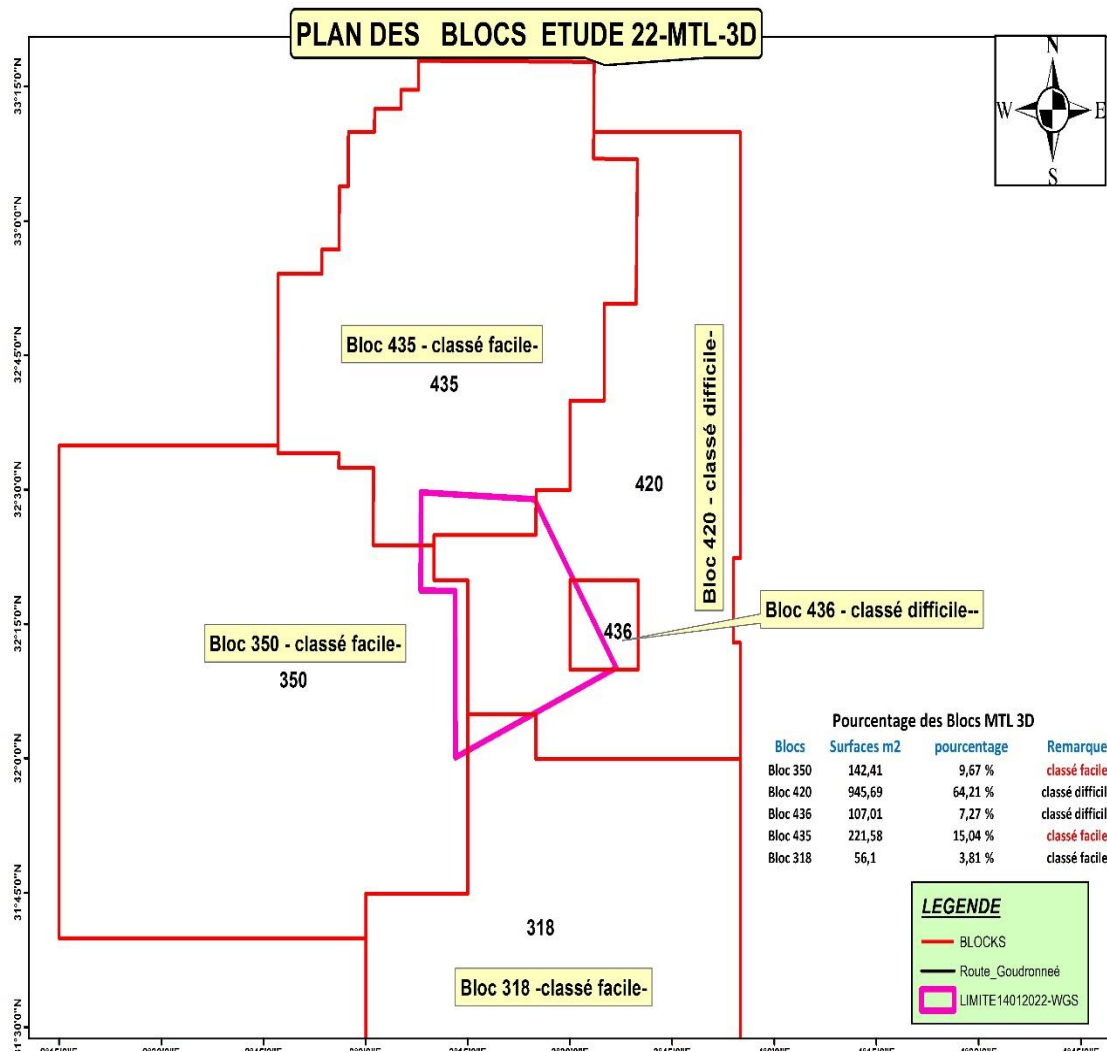 PLAN DES BLOCS ETUDE 22-MTL-3D
N
W E
S
33°15'0"N
33°0'0"N
32°45'0"N
32°30'0"N
32°15'0"N
32°0'0"N
31°45'0"N
31°30'0"N
Bloc 435 - classé facile-
435
420
Bloc 420 - classé difficile-
436
Bloc 436 - classé difficile--
Bloc 350 - classé facile-
350
Pourcentage des Blocs MTL 3D
Blocs Surfaces m2 pourcentage Remarque
Bloc 350 142,41 9,67 % classé facile
Bloc 420 945,69 64,21 % classé difficil
Bloc 436 107,01 7,27 % classé difficil
Bloc 435 221,58 15,04 % classé facile
Bloc 318 56,1 3,81 % classé facile
318
Bloc 318 -classé facile-
LEGENDE
BLOCKS
Route_Goudronneé
LIMITE14012022-WGS